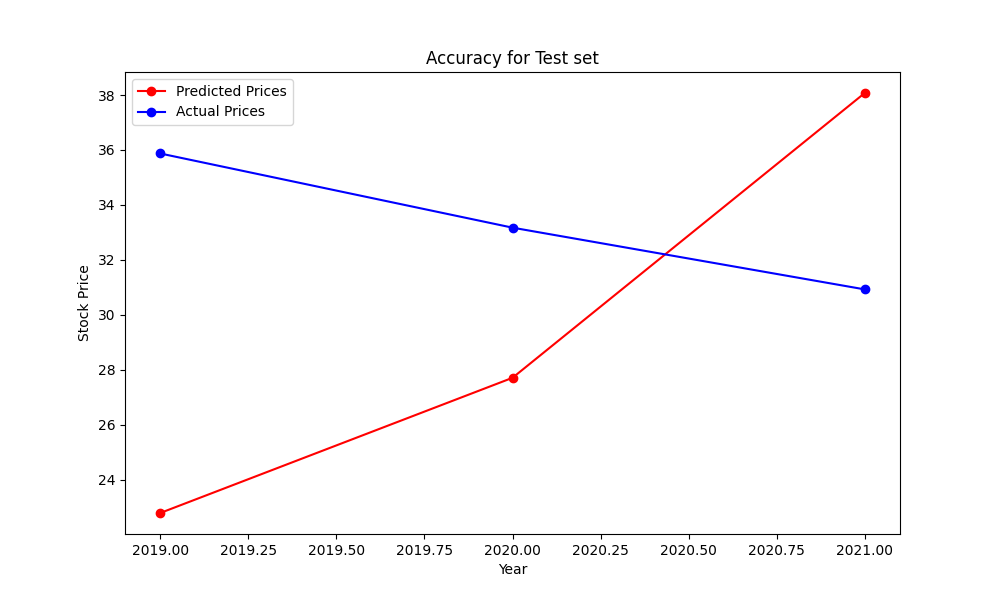 Accuracy for Test set
Predicted Prices
Actual Prices
38
36
34
32
30
28
26
24
Stock Price
2019.00 2019.25 2019.50 2019.75 2020.00 2020.25 2020.50 2020.75 2021.00
Year